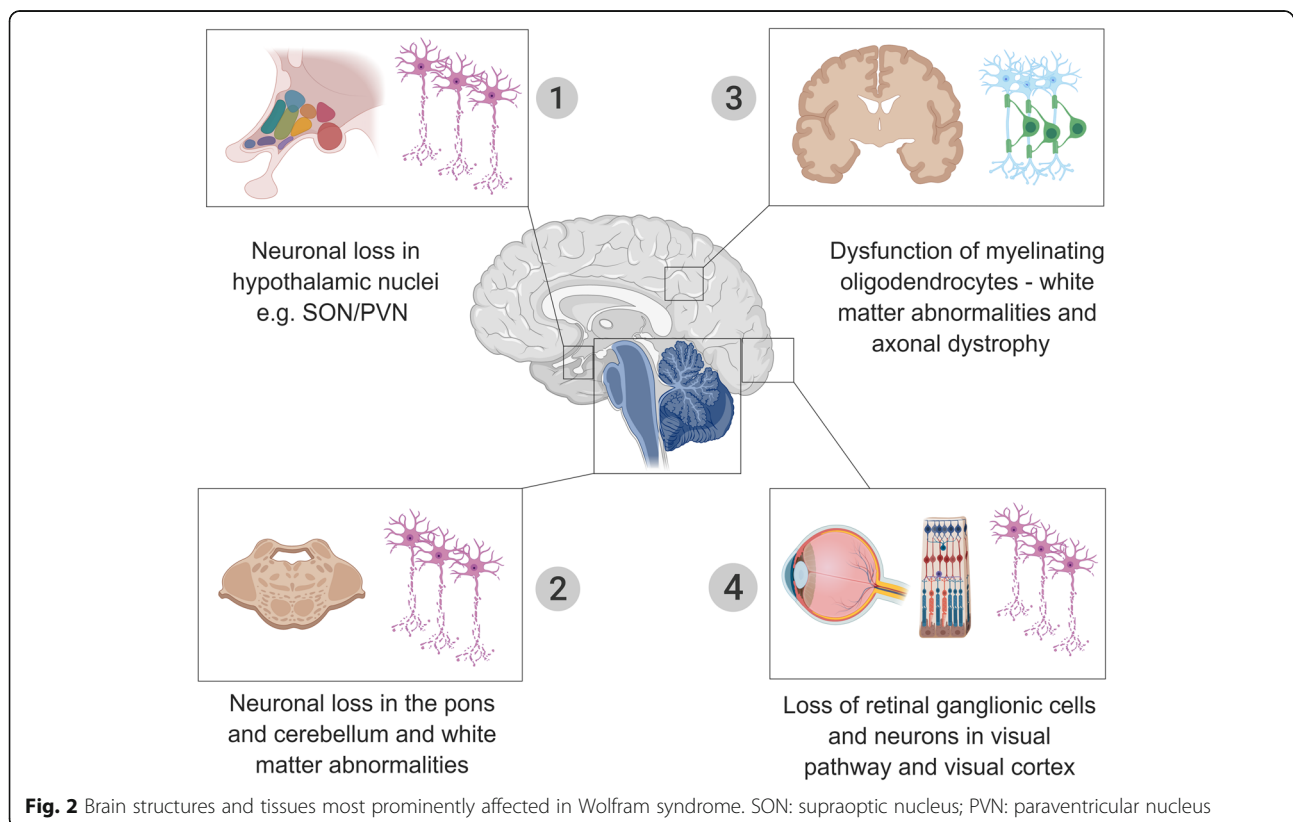 1
3
Neuronal loss in
hypothalamic nuclei
e.g. SON/PVN
Dysfunction of myelinating
oligodendrocytes - white
matter abnormalities and
axonal dystrophy
2
4
Neuronal loss in the pons
and cerebellum and white
matter abnormalities
Loss of retinal ganglionic cells
and neurons in visual
pathway and visual cortex
Fig. 2 Brain structures and tissues most prominently affected in Wolfram syndrome. SON: supraoptic nucleus; PVN: paraventricular nucleus